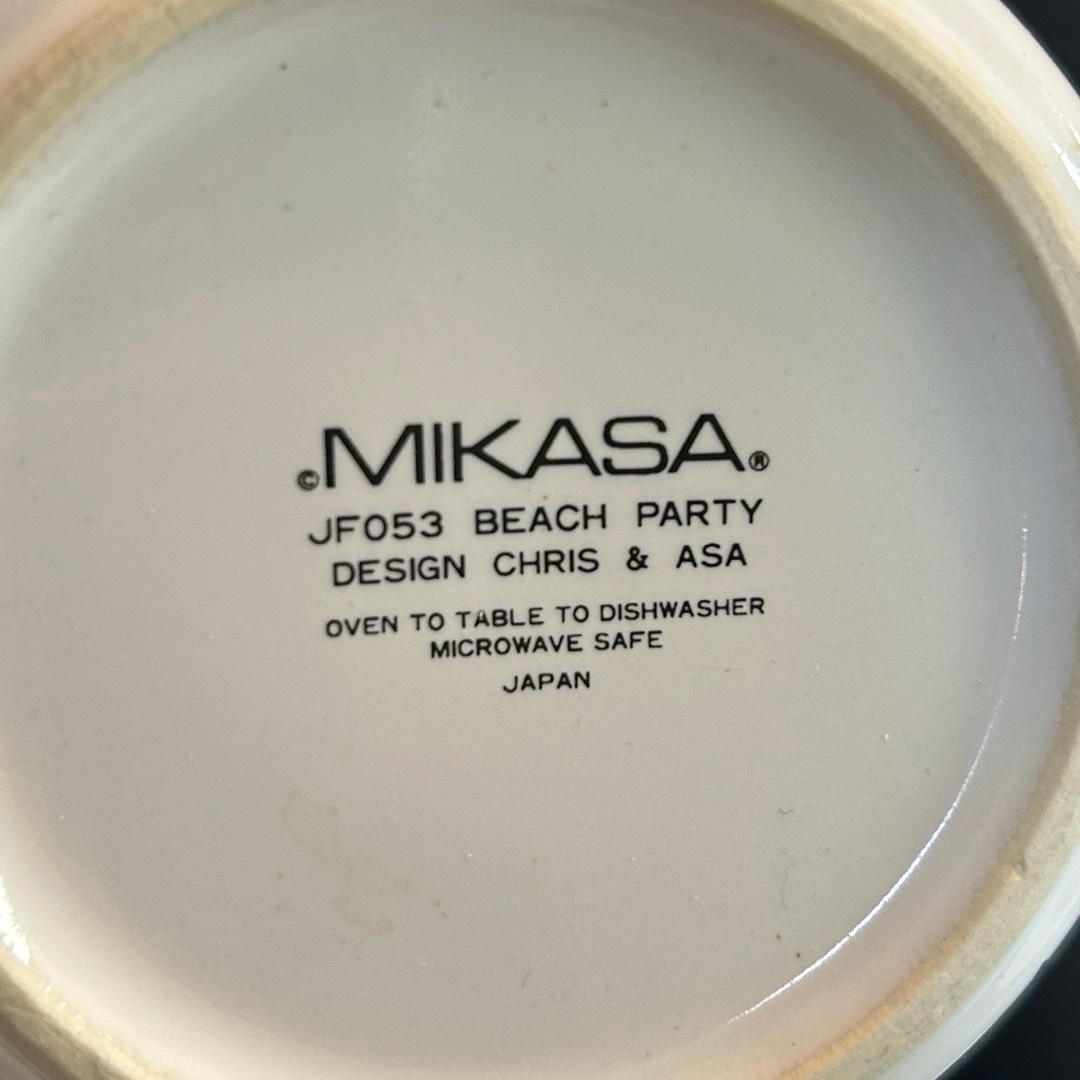 ©MIKASA®
JF053 BEACH PARTY
DESIGN CHRIS & ASA
OVEN TO TABLE TO DISHWASHER
MICROWAVE SAFE
JAPAN